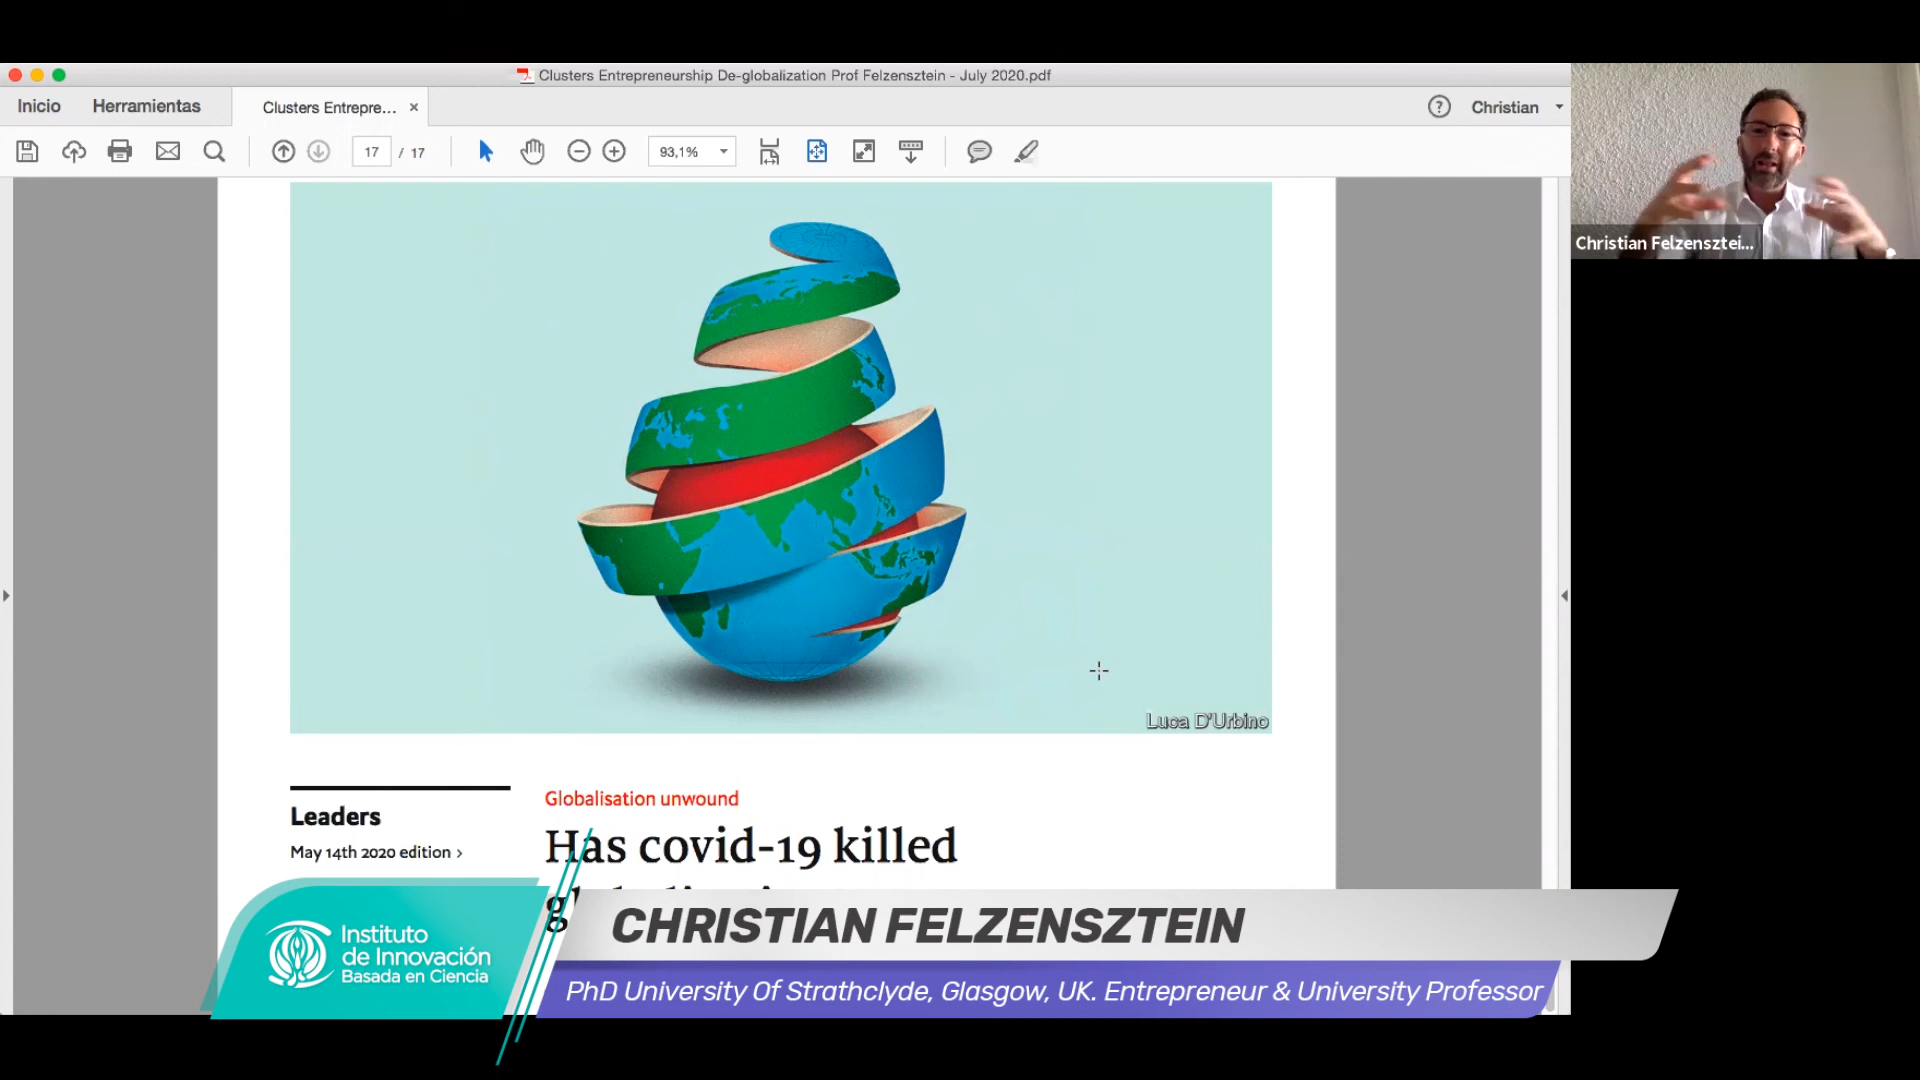 Clusters Entrepreneurship De-globalization Prof Felzensztein - July 2020.pdf
Inicio
Herramientas
Clusters Entrepre...
Christian
17 / 17
93,1%
Christian Felzensztei...
Luca D'Urbino
Leaders
May 14th 2020 edition >
Globalisation unwound
Has covid-19 killed
Instituto
de Innovación
Basada en Ciencia
CHRISTIAN FELZENSZTEIN
PhD University Of Strathclyde, Glasgow, UK. Entrepreneur & University Professor